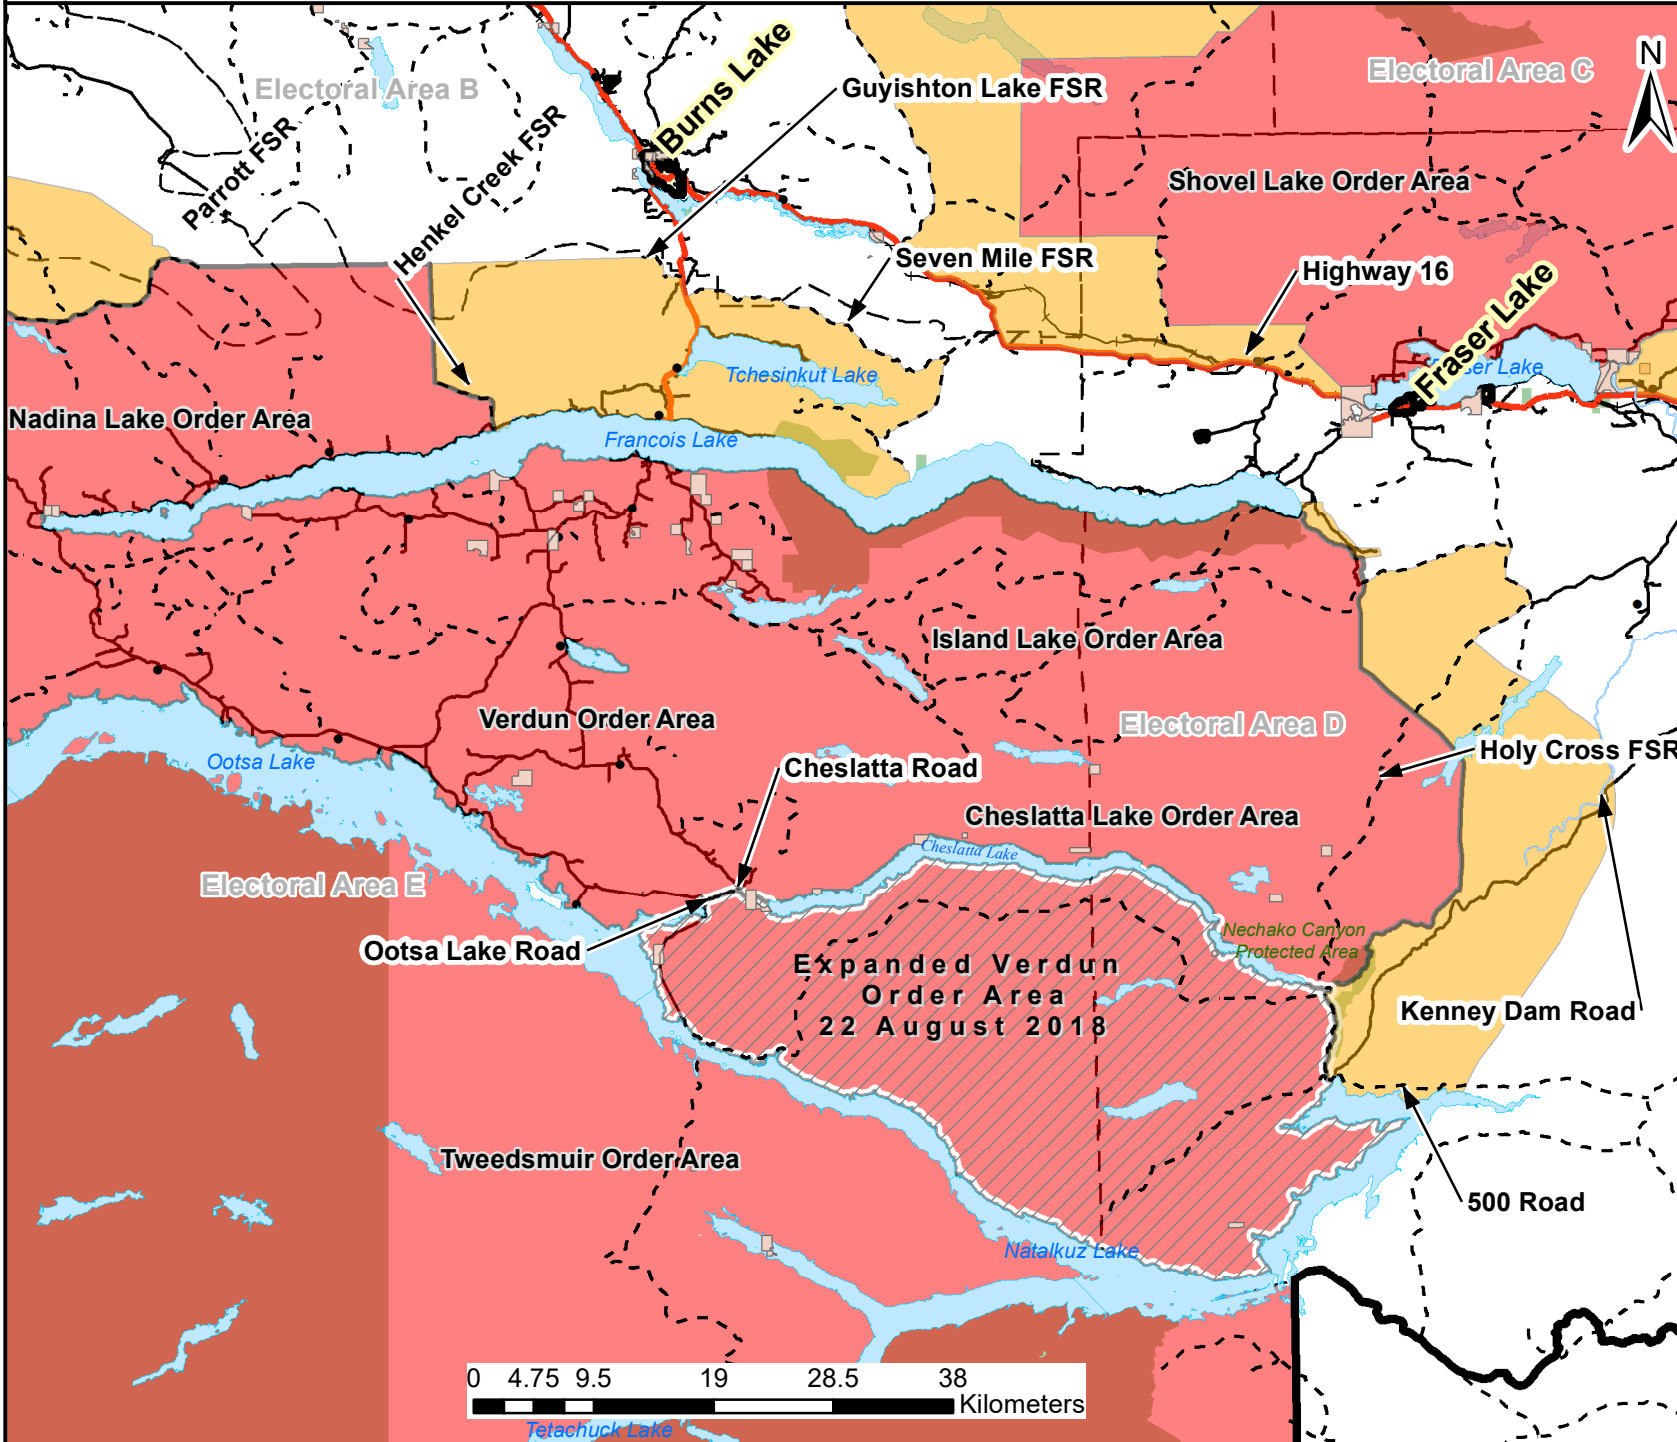 Electoral Area B
Burns Lake
Guyishton Lake FSR
Electoral Area C
N
Parrott FSR
Henkel Creek FSR
Shovel Lake Order Area
Seven Mile FSR
Highway 16
Fraser Lake
Tchesinkut Lake
er Lake
Nadina Lake Order Area
Francois Lake
Island Lake Order Area
Verdun Order Area
Electoral Area D
Ootsa Lake
Cheslatta Road
Holy Cross FSR
Cheslatta Lake Order Area
Cheslatta Lake
Electoral Area E
Ootsa Lake Road
Nechako Canyon
Protected Area
Expanded Verdun
Order Area
22 August 2018
Kenney Dam Road
Tweedsmuir Order Area
500 Road
Natalkuz Lake
0 4.75 9.5 19 28.5 38
Kilometers
Tetachuck Lake